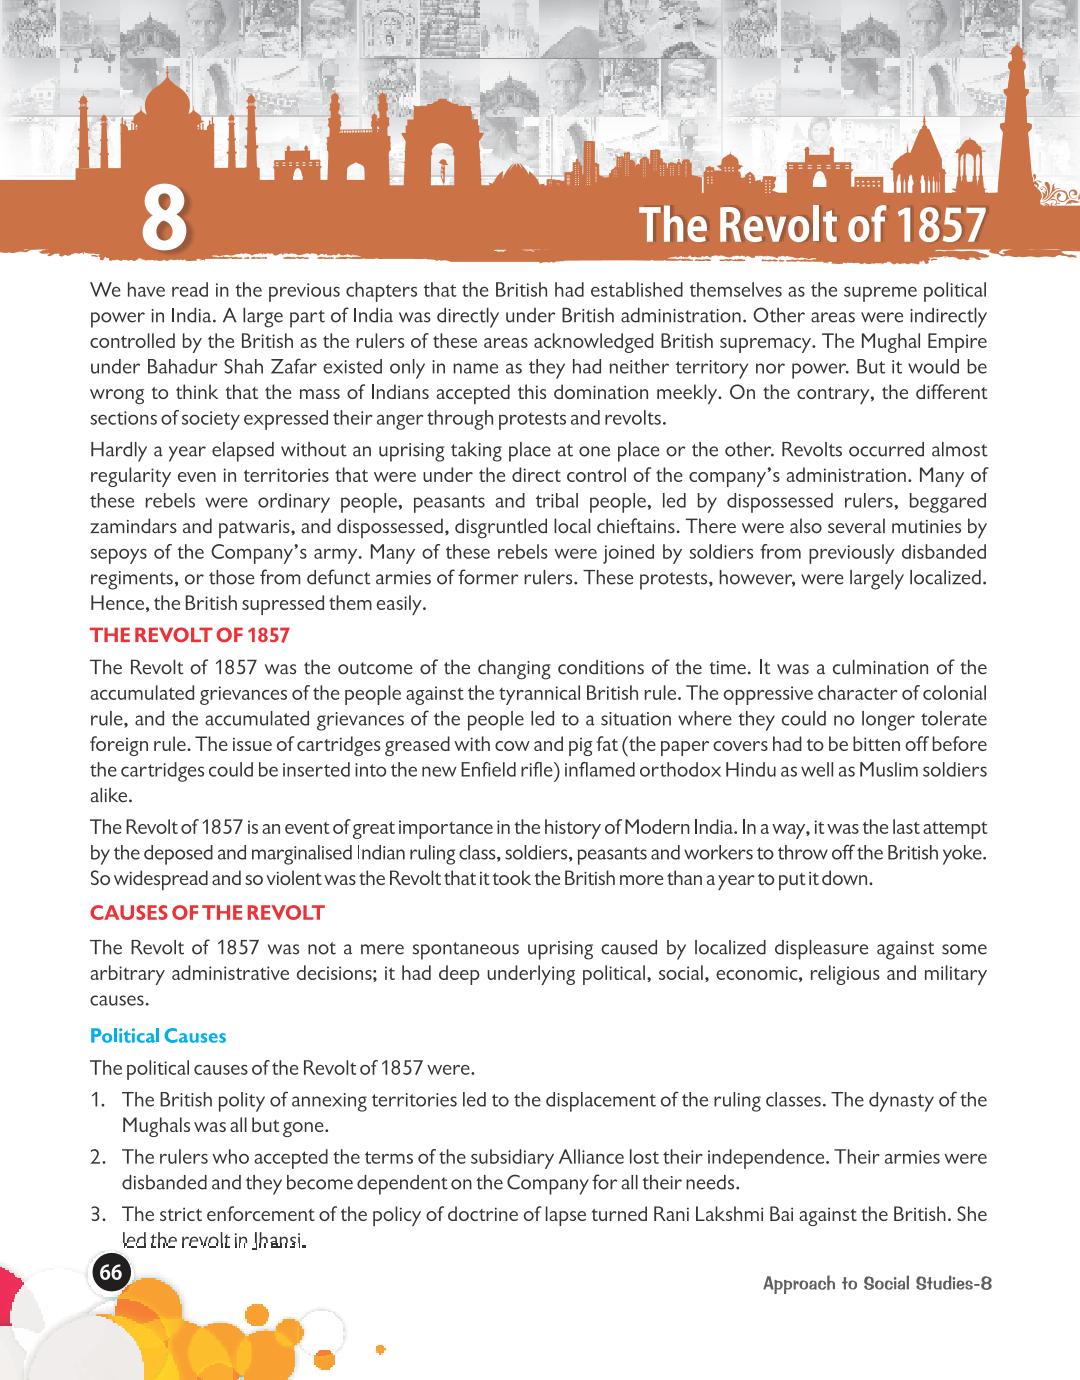 8
The Revolt of 1857
We have read in the previous chapters that the British had established themselves as the supreme political
power in India. A large part of India was directly under British administration. Other areas were indirectly
controlled by the British as the rulers of these areas acknowledged British supremacy. The Mughal Empire
under Bahadur Shah Zafar existed only in name as they had neither territory nor power. But it would be
wrong to think that the mass of Indians accepted this domination meekly. On the contrary, the different
sections of society expressed their anger through protests and revolts.
Hardly a year elapsed without an uprising taking place at one place or the other. Revolts occurred almost
regularity even in territories that were under the direct control of the company's administration. Many of
these rebels were ordinary people, peasants and tribal people, led by dispossessed rulers, beggared
zamindars and patwaris, and dispossessed, disgruntled local chieftains. There were also several mutinies by
sepoys of the Company's army. Many of these rebels were joined by soldiers from previously disbanded
regiments, or those from defunct armies of former rulers. These protests, however, were largely localized.
Hence, the British supressed them easily.
THE REVOLT OF 1857
The Revolt of 1857 was the outcome of the changing conditions of the time. It was a culmination of the
accumulated grievances of the people against the tyrannical British rule. The oppressive character of colonial
rule, and the accumulated grievances of the people led to a situation where they could no longer tolerate
foreign rule. The issue of cartridges greased with cow and pig fat (the paper covers had to be bitten off before
the cartridges could be inserted into the new Enfield rifle) inflamed orthodox Hindu as well as Muslim soldiers
alike.
The Revolt of 1857 is an event of great importance in the history of Modern India. In a way, it was the last attempt
by the deposed and marginalised Indian ruling class, soldiers, peasants and workers to throw off the British yoke.
So widespread and so violent was the Revolt that it took the British more than a year to put it down.
CAUSES OF THE REVOLT
The Revolt of 1857 was not a mere spontaneous uprising caused by localized displeasure against some
arbitrary administrative decisions; it had deep underlying political, social, economic, religious and military
causes.
Political Causes
The political causes of the Revolt of 1857 were.
1. The British polity of annexing territories led to the displacement of the ruling classes. The dynasty of the
Mughals was all but gone.
2. The rulers who accepted the terms of the subsidiary Alliance lost their independence. Their armies were
disbanded and they become dependent on the Company for all their needs.
3. The strict enforcement of the policy of doctrine of lapse turned Rani Lakshmi Bai against the British. She
led the revolt in Jhansi.
66
Approach to Social Studies-8